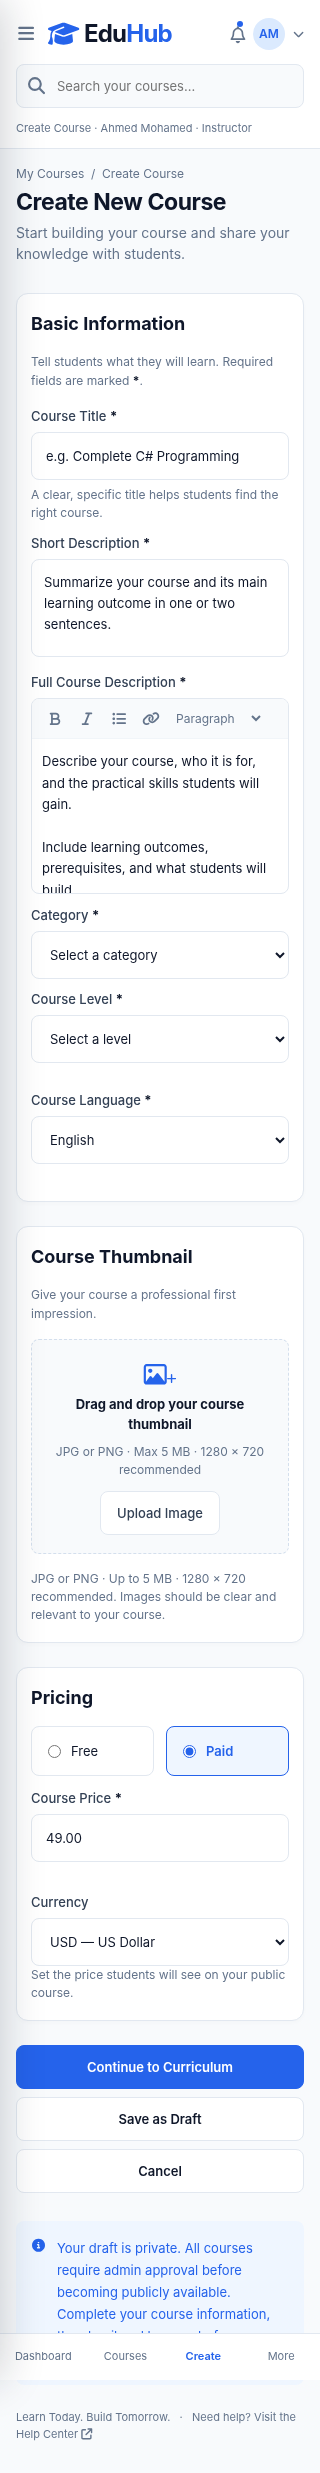 EduHub
AM
Search your courses...
Create Course · Ahmed Mohamed · Instructor
My Courses / Create Course
Create New Course
Start building your course and share your
knowledge with students.
Basic Information
Tell students what they will learn. Required
fields are marked *.
Course Title *
e.g. Complete C# Programming
A clear, specific title helps students find the
right course.
Short Description *
Summarize your course and its main
learning outcome in one or two
sentences.
Full Course Description *
B I Paragraph
Describe your course, who it is for,
and the practical skills students will
gain.
Include learning outcomes,
prerequisites, and what students will
build
Category *
Select a category
Course Level *
Select a level
Course Language *
English
Course Thumbnail
Give your course a professional first
impression.
Drag and drop your course
thumbnail
JPG or PNG · Max 5 MB · 1280 × 720
recommended
Upload Image
JPG or PNG · Up to 5 MB · 1280 × 720
recommended. Images should be clear and
relevant to your course.
Pricing
Free
Paid
Course Price *
49.00
Currency
USD — US Dollar
Set the price students will see on your public
course.
Continue to Curriculum
Save as Draft
Cancel
Your draft is private. All courses
require admin approval before
becoming publicly available.
Complete your course information,
Dashboard Courses Create More
Learn Today. Build Tomorrow. · Need help? Visit the
Help Center